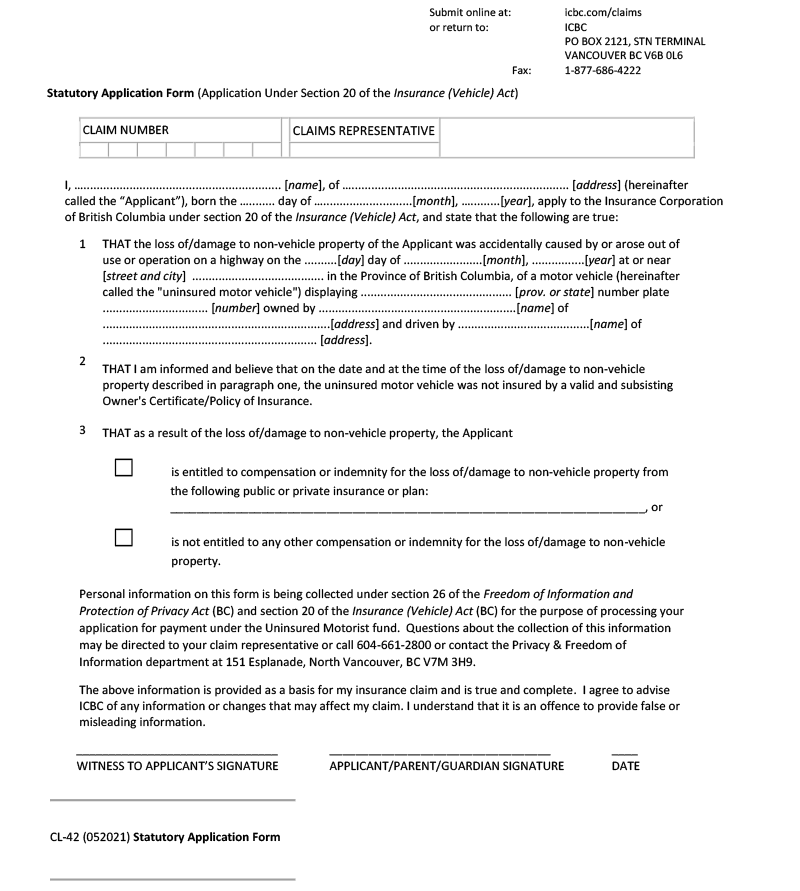 Submit online at: icbc.com/claims
or return to: ICBC
PO BOX 2121, STN TERMINAL
VANCOUVER BC V6B 0L6
Fax: 1-877-686-4222
Statutory Application Form (Application Under Section 20 of the Insurance (Vehicle) Act)
CLAIM NUMBER CLAIMS REPRESENTATIVE
I, ................................................. [name], of ...................................................... [address] (hereinafter
called the “Applicant”), born the .......... day of .......................[month], ..........[year], apply to the Insurance Corporation
of British Columbia under section 20 of the Insurance (Vehicle) Act, and state that the following are true:
1 THAT the loss of/damage to non-vehicle property of the Applicant was accidentally caused by or arose out of
use or operation on a highway on the ........[day] day of ....................[month], .............[year] at or near
[street and city] ................................ in the Province of British Columbia, of a motor vehicle (hereinafter
called the "uninsured motor vehicle") displaying .................................... [prov. or state] number plate
......................... [number] owned by ...............................................[name] of
......................................................[address] and driven by ...............................[name] of
................................................... [address].
2 THAT I am informed and believe that on the date and at the time of the loss of/damage to non-vehicle
property described in paragraph one, the uninsured motor vehicle was not insured by a valid and subsisting
Owner's Certificate/Policy of Insurance.
3 THAT as a result of the loss of/damage to non-vehicle property, the Applicant
is entitled to compensation or indemnity for the loss of/damage to non-vehicle property from
the following public or private insurance or plan:
______________________________________________________________________________, or
is not entitled to any other compensation or indemnity for the loss of/damage to non-vehicle
property.
Personal information on this form is being collected under section 26 of the Freedom of Information and
Protection of Privacy Act (BC) and section 20 of the Insurance (Vehicle) Act (BC) for the purpose of processing your
application for payment under the Uninsured Motorist fund. Questions about the collection of this information
may be directed to your claim representative or call 604-661-2800 or contact the Privacy & Freedom of
Information department at 151 Esplanade, North Vancouver, BC V7M 3H9.
The above information is provided as a basis for my insurance claim and is true and complete. I agree to advise
ICBC of any information or changes that may affect my claim. I understand that it is an offence to provide false or
misleading information.
WITNESS TO APPLICANT’S SIGNATURE APPLICANT/PARENT/GUARDIAN SIGNATURE DATE
CL-42 (052021) Statutory Application Form